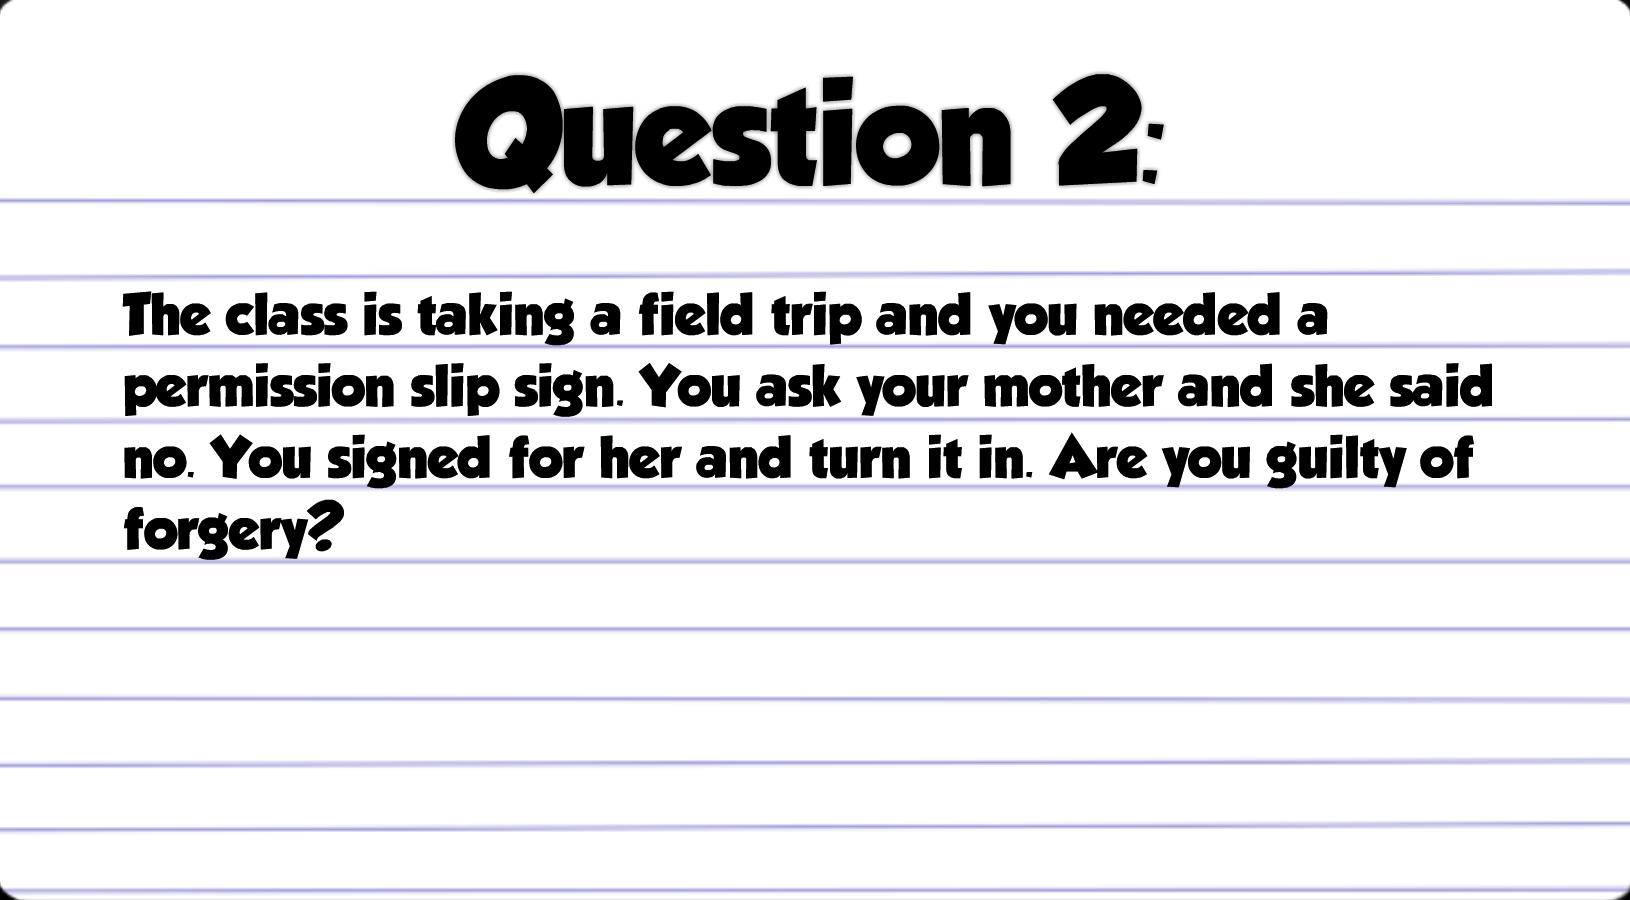 Question 2:
The class is taking a field trip and you needed a
permission slip sign. You ask your mother and she said
no. You signed for her and turn it in. Are you guilty of
forgery?